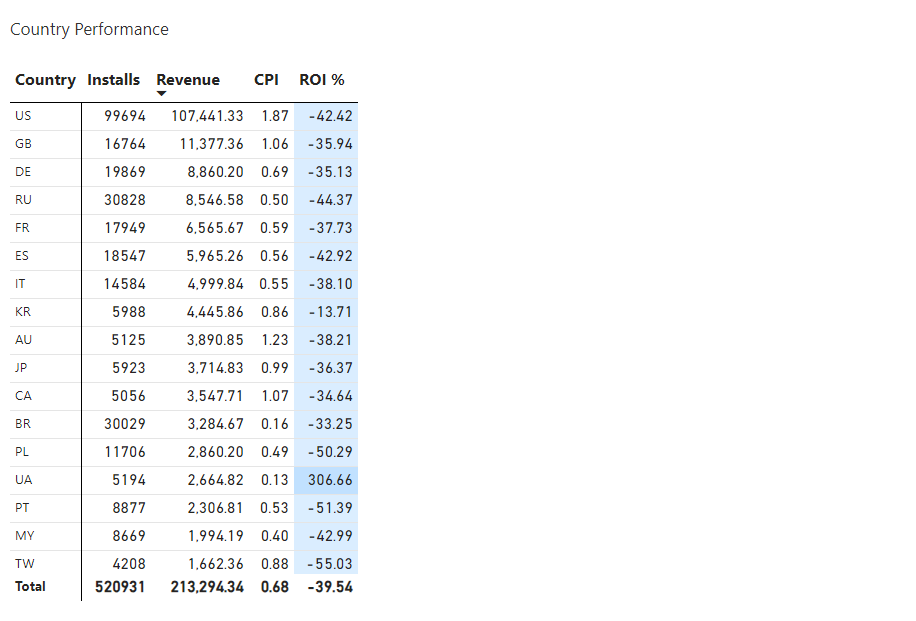 Country Performance
Country Installs Revenue CPI ROI %
US 99694 107,441.33 1.87 -42.42
GB 16764 11,377.36 1.06 -35.94
DE 19869 8,860.20 0.69 -35.13
RU 30828 8,546.58 0.50 -44.37
FR 17949 6,565.67 0.59 -37.73
ES 18547 5,965.26 0.56 -42.92
IT 14584 4,999.84 0.55 -38.10
KR 5988 4,445.86 0.86 -13.71
AU 5125 3,890.85 1.23 -38.21
JP 5923 3,714.83 0.99 -36.37
CA 5056 3,547.71 1.07 -34.64
BR 30029 3,284.67 0.16 -33.25
PL 11706 2,860.20 0.49 -50.29
UA 5194 2,664.82 0.13 306.66
PT 8877 2,306.81 0.53 -51.39
MY 8669 1,994.19 0.40 -42.99
TW 4208 1,662.36 0.88 -55.03
Total 520931 213,294.34 0.68 -39.54